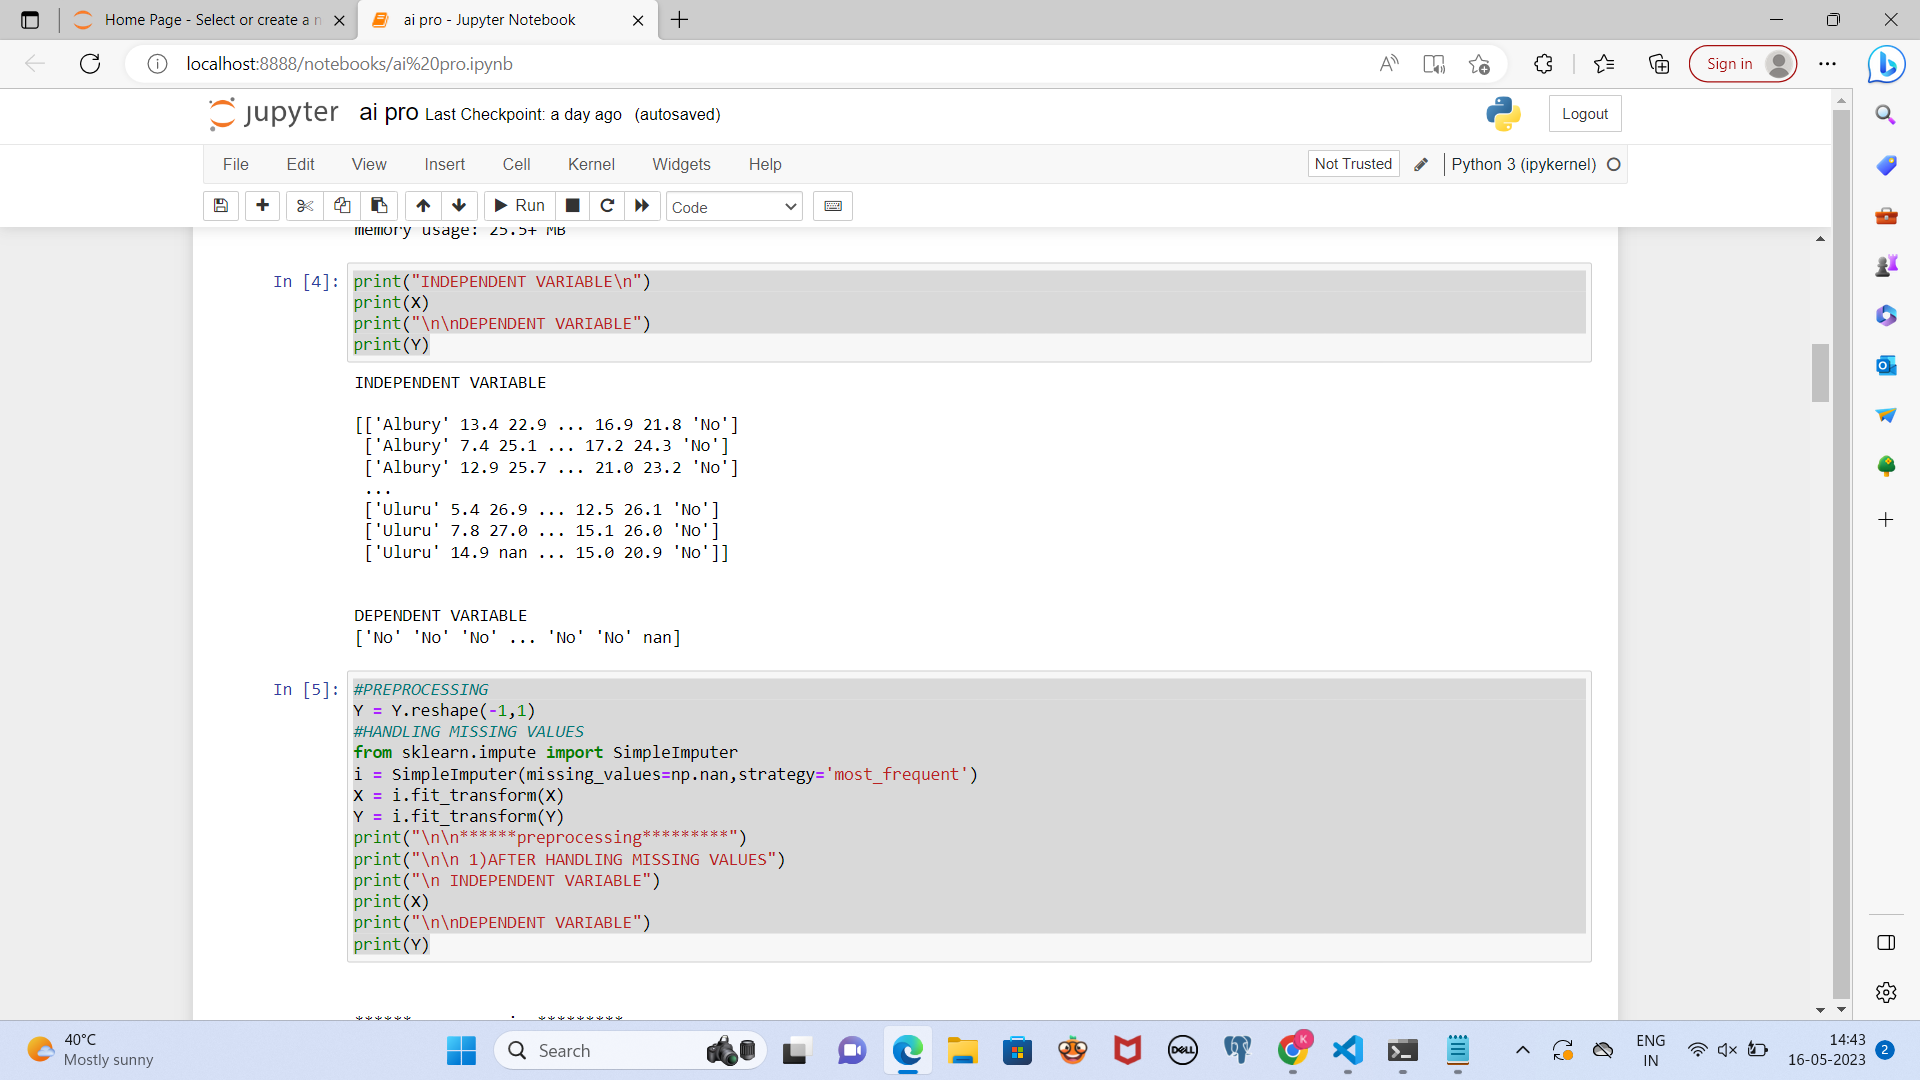 Home Page - Select or create a n
ai pro - Jupyter Notebook
localhost:8888/notebooks/ai%20pro.ipynb
Sign in
jupyter ai pro Last Checkpoint: a day ago (autosaved)
Logout
File Edit View Insert Cell Kernel Widgets Help
Not Trusted
Python 3 (ipykernel)
Run
Code
memory usage: 25.5+ MB
In [4]:
print("INDEPENDENT VARIABLE\n")
print(X)
print("\n\nDEPENDENT VARIABLE")
print(Y)
INDEPENDENT VARIABLE
[['Albury' 13.4 22.9 ... 16.9 21.8 'No']
['Albury' 7.4 25.1 ... 17.2 24.3 'No']
['Albury' 12.9 25.7 ... 21.0 23.2 'No']
...
['Uluru' 5.4 26.9 ... 12.5 26.1 'No']
['Uluru' 7.8 27.0 ... 15.1 26.0 'No']
['Uluru' 14.9 nan ... 15.0 20.9 'No']]
DEPENDENT VARIABLE
['No' 'No' 'No' ... 'No' 'No' nan]
In [5]:
#PREPROCESSING
Y = Y.reshape(-1,1)
#HANDLING MISSING VALUES
from sklearn.impute import SimpleImputer
i = SimpleImputer(missing_values=np.nan,strategy='most_frequent')
X = i.fit_transform(X)
Y = i.fit_transform(Y)
print("\n\n******preprocessing*********")
print("\n\n 1)AFTER HANDLING MISSING VALUES")
print("\n INDEPENDENT VARIABLE")
print(X)
print("\n\nDEPENDENT VARIABLE")
print(Y)
40°C
Mostly sunny
Search
DELL
K
ENG
IN
14:43
16-05-2023
2